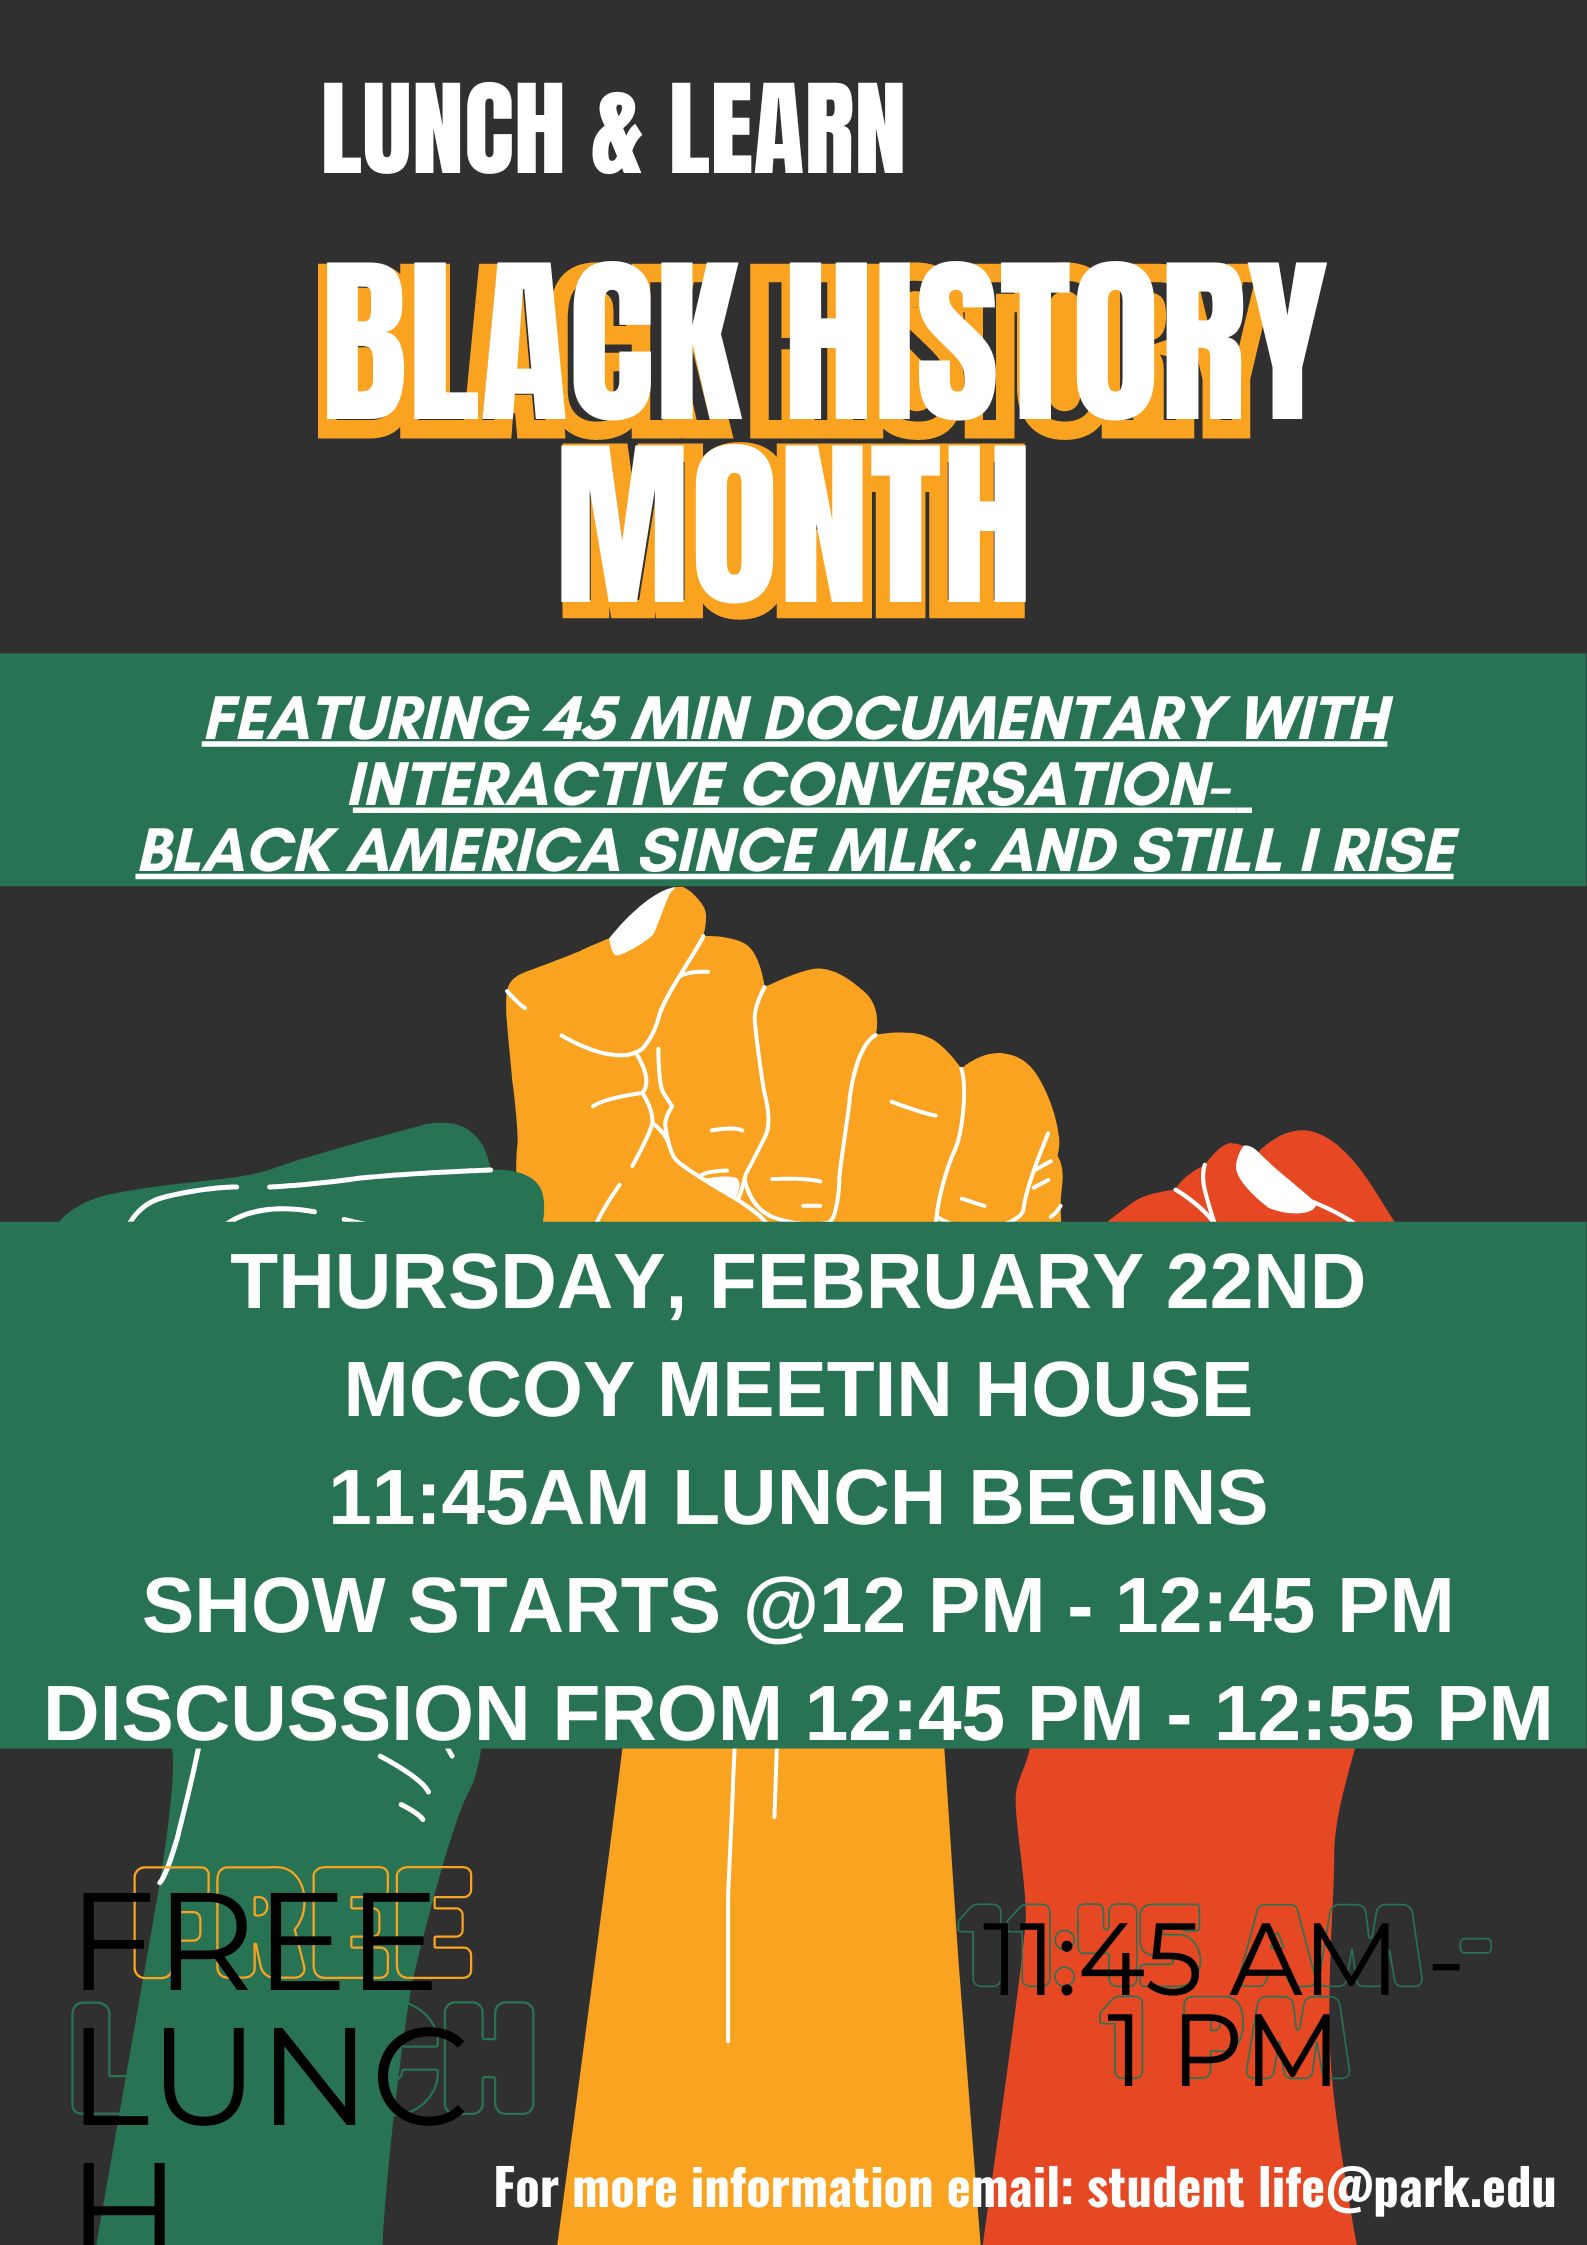 LUNCH & LEARN
BLACK HISTORY
MONTH
FEATURING 45 MIN DOCUMENTARY WITH
INTERACTIVE CONVERSATION-
BLACK AMERICA SINCE MLK: AND STILL I RISE
THURSDAY, FEBRUARY 22ND
MCCOY MEETIN HOUSE
11:45AM LUNCH BEGINS
SHOW STARTS @12 PM - 12:45 PM
DISCUSSION FROM 12:45 PM - 12:55 PM
FREE
LUNC
H
11:45 AM -
1 PM
For more information email: student life@park.edu